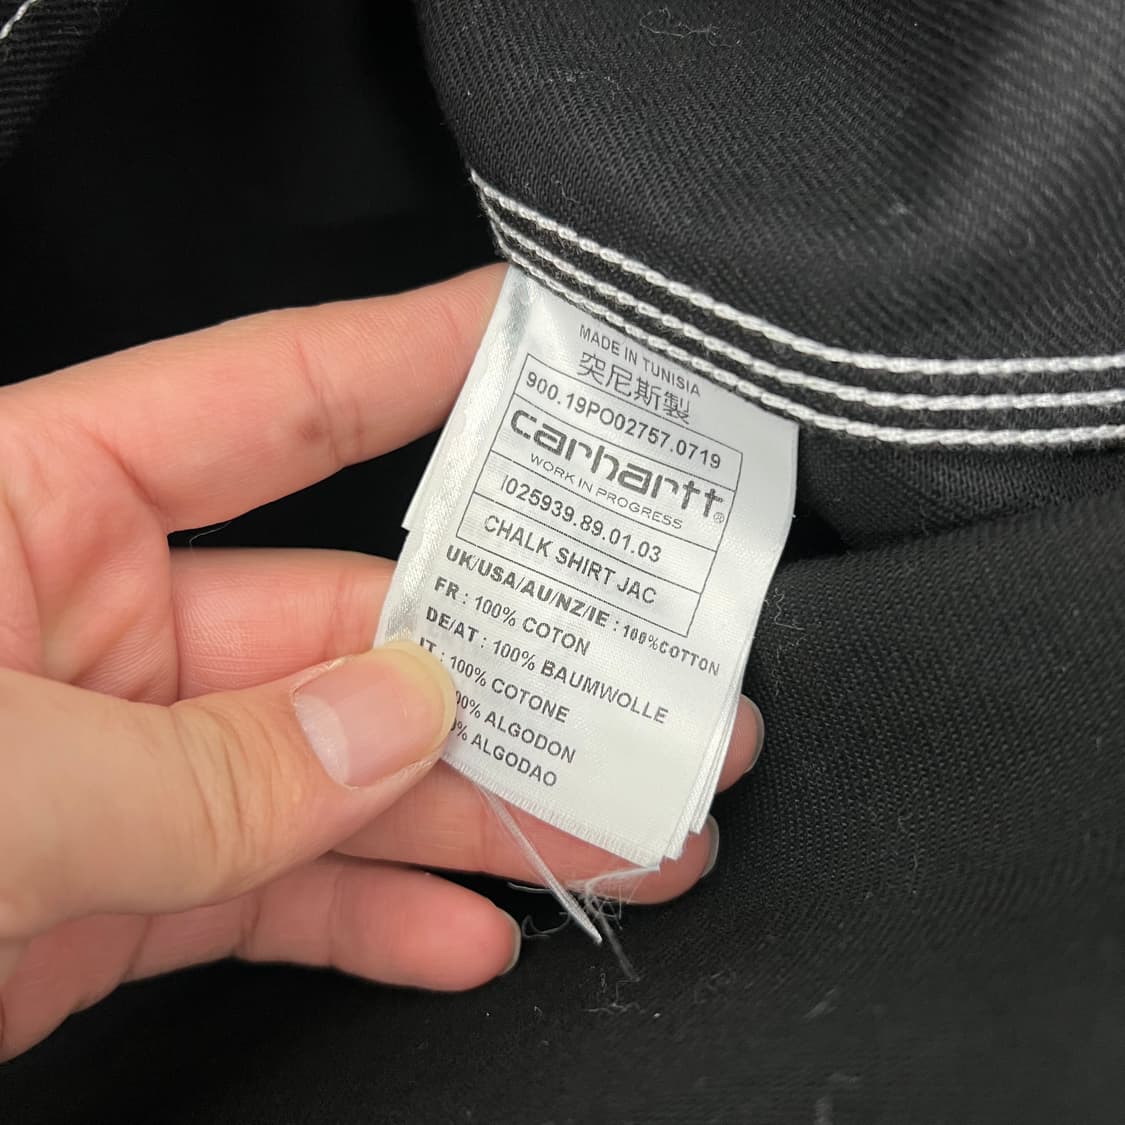 MADE IN TUNISIA
突尼斯製
900.19PO02757.0719
carhartt®
WORK IN PROGRESS
I025939.89.01.03
CHALK SHIRT JAC
UK/USA/AU/NZ/IE : 100%COTTON
FR : 100% COTON
DE/AT : 100% BAUMWOLLE
IT : 100% COTONE
00% ALGODON
% ALGODAO